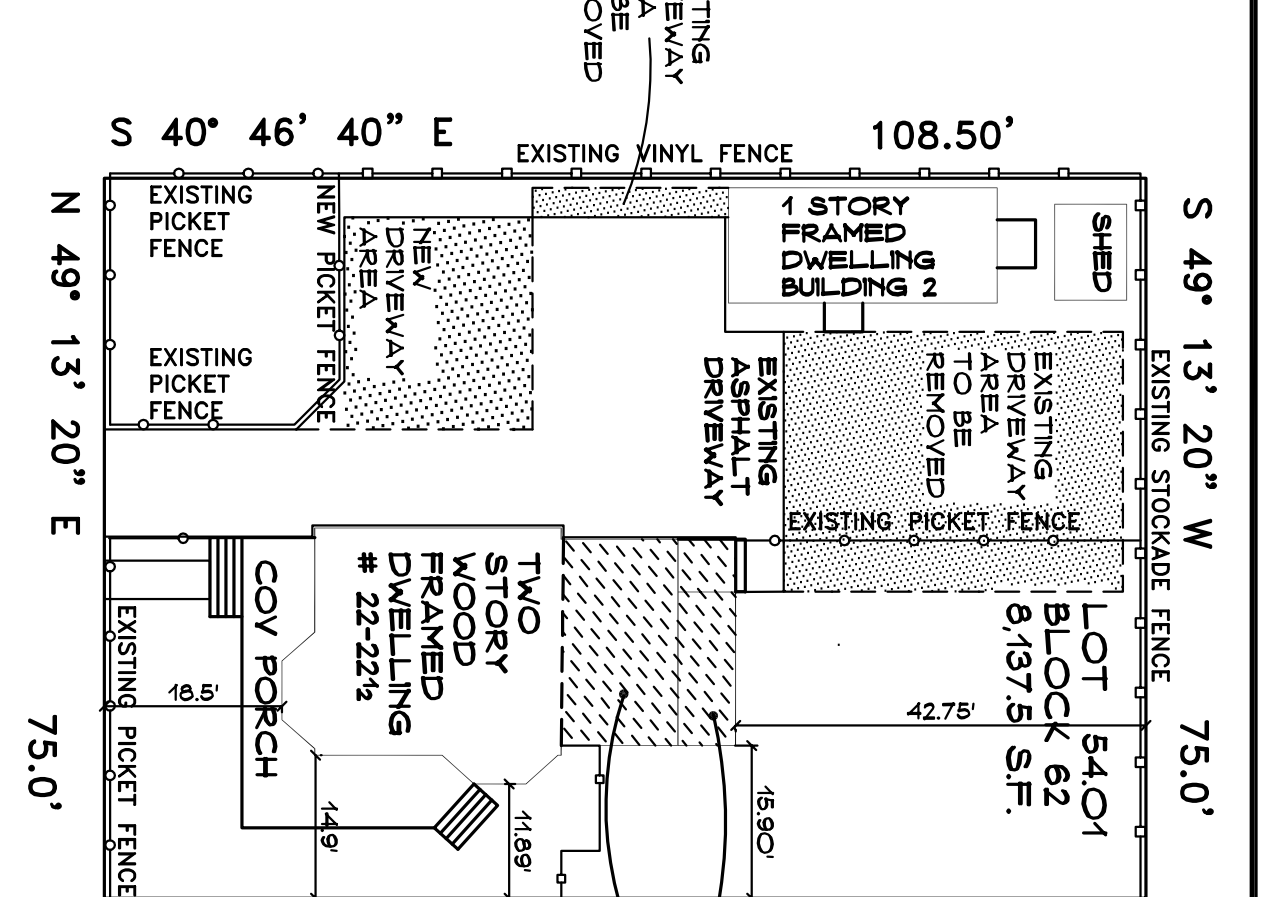 TING
EWAY
A
BE
OVED
S 40° 46' 40" E
108.50'
EXISTING VINYL FENCE
N 49° 13' 20" E
75.0'
EXISTING
PICKET
FENCE
NEW PICKET FENCE
EXISTING
PICKET
FENCE
NEW
DRIVEWAY
AREA
1 STORY
FRAMED
DWELLING
BUILDING 2
SHED
S 49° 13' 20" W
75.0'
EXISTING STOCKADE FENCE
EXISTING
DRIVEWAY
AREA
TO BE
REMOVED
EXISTING
ASPHALT
DRIVEWAY
EXISTING PICKET FENCE
TWO
STORY
WOOD
FRAMED
DWELLING
# 22-22½
COV PORCH
EXISTING PICKET FENCE
18.5'
14.9'
11.89'
15.90'
42.75'
LOT 54.01
BLOCK 62
8,137.5 S.F.